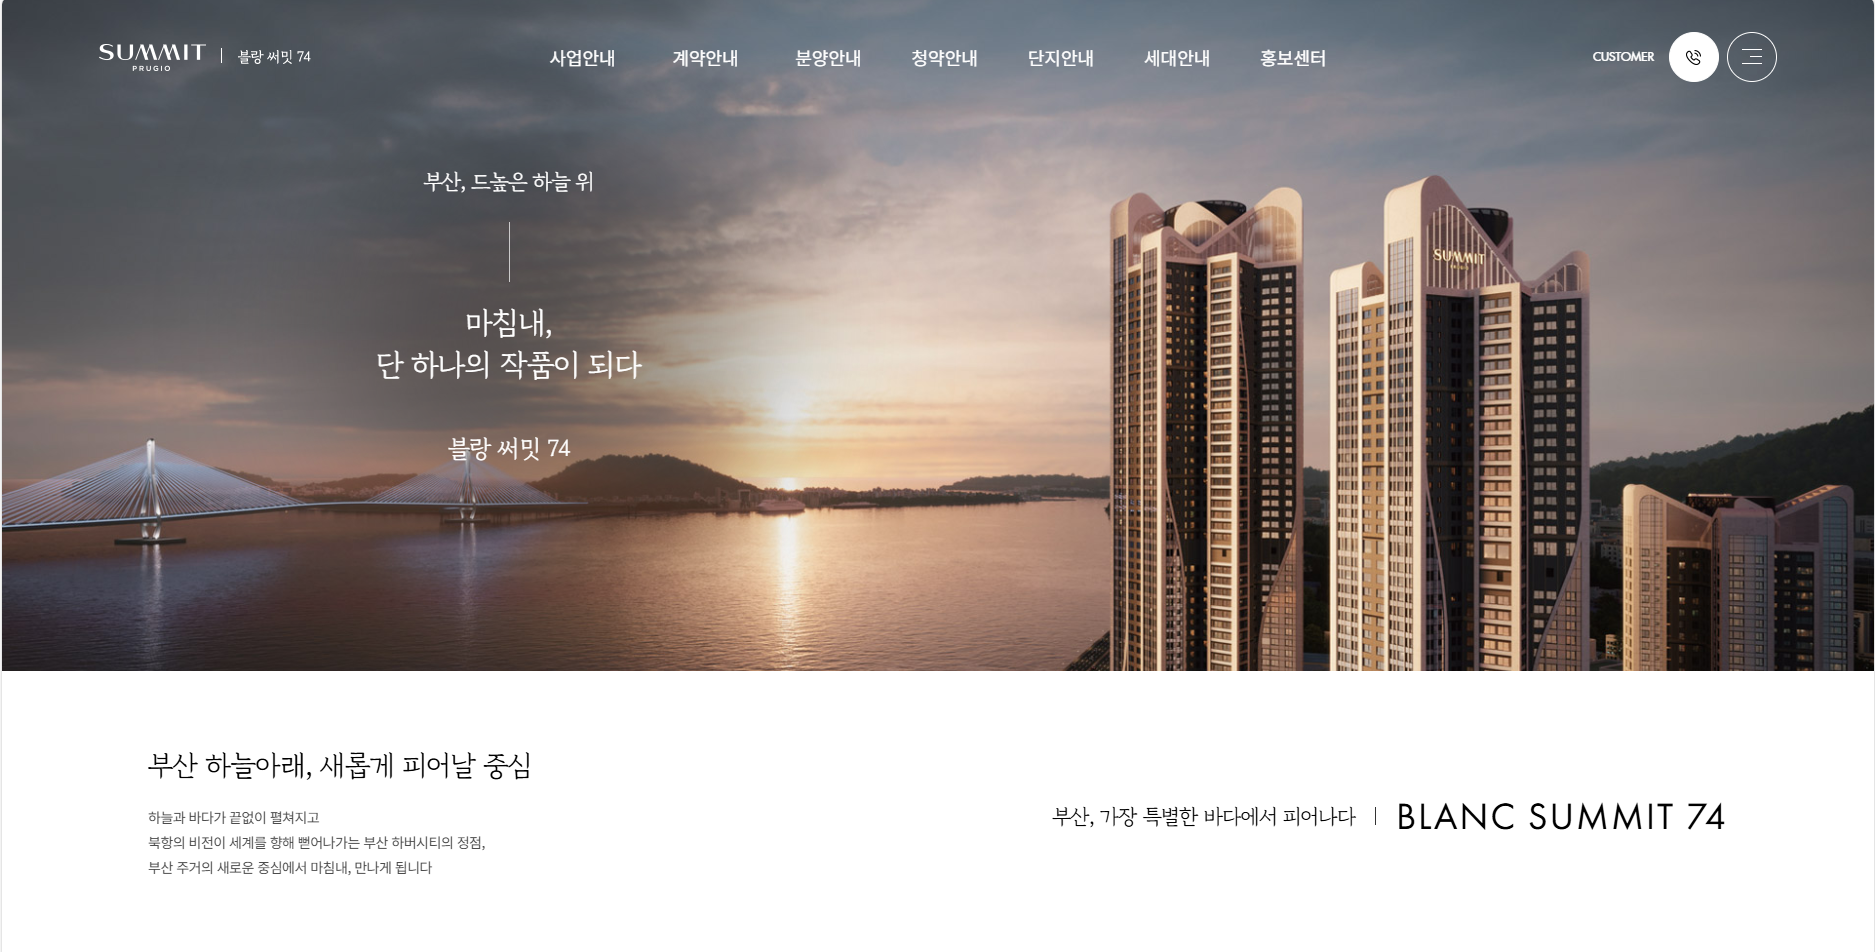 SUMMIT
PRUGIO
블랑 써밋 74
사업안내 계약안내 분양안내 청약안내 단지안내 세대안내 홍보센터
CUSTOMER
부산, 드높은 하늘 위
마침내,
단 하나의 작품이 되다
블랑 써밋 74
SUMMIT
부산 하늘아래, 새롭게 피어날 중심
하늘과 바다가 끝없이 펼쳐지고
북항의 비전이 세계를 향해 뻗어나가는 부산 하버시티의 정점,
부산 주거의 새로운 중심에서 마침내, 만나게 됩니다
부산, 가장 특별한 바다에서 피어나다 | BLANC SUMMIT 74